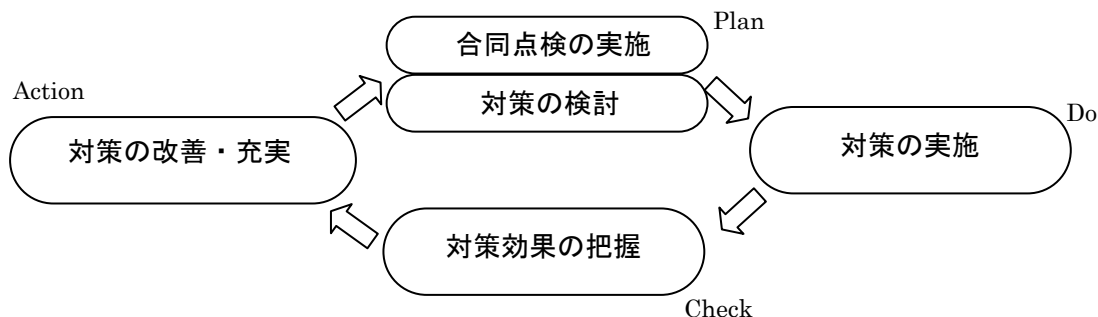 合同点検の実施
Plan
対策の検討
Action
対策の改善・充実
対策の実施
Do
対策効果の把握
Check